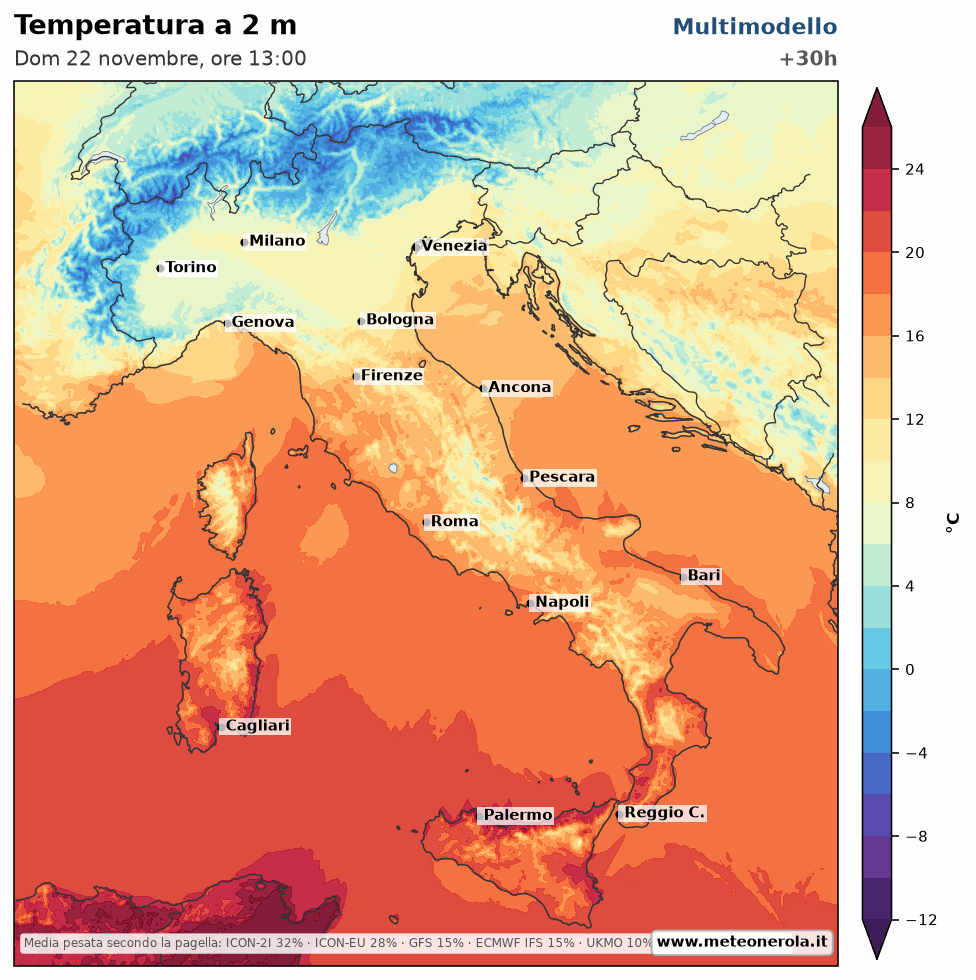 Temperatura a 2 m
Multimodello
Dom 22 novembre, ore 13:00
+30h
Milano
Venezia
Torino
Genova
Bologna
Firenze
Ancona
Pescara
Roma
Bari
Napoli
Cagliari
Palermo
Reggio C.
24
20
16
12
8
4
0
−4
−8
−12
°C
Media pesata secondo la pagella: ICON-2I 32% · ICON-EU 28% · GFS 15% · ECMWF IFS 15% · UKMO 10%
www.meteonerola.it